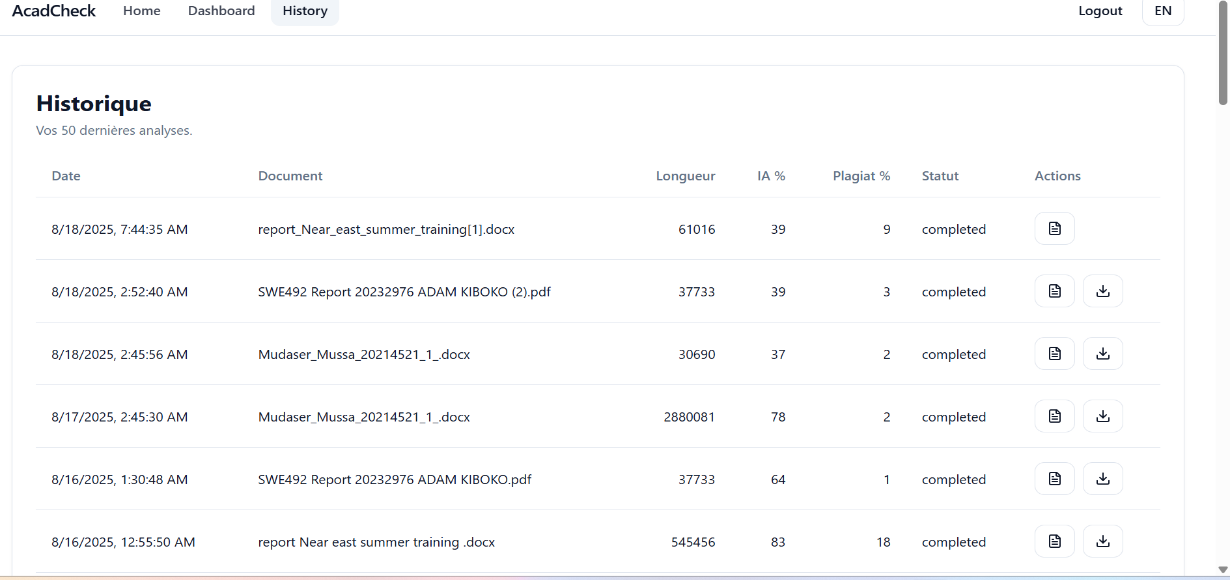 AcadCheck Home Dashboard History Logout EN
Historique
Vos 50 dernières analyses.
Date Document Longueur IA % Plagiat % Statut Actions
8/18/2025, 7:44:35 AM report_Near_east_summer_training[1].docx 61016 39 9 completed
8/18/2025, 2:52:40 AM SWE492 Report 20232976 ADAM KIBOKO (2).pdf 37733 39 3 completed
8/18/2025, 2:45:56 AM Mudaser_Mussa_20214521_1_.docx 30690 37 2 completed
8/17/2025, 2:45:30 AM Mudaser_Mussa_20214521_1_.docx 2880081 78 2 completed
8/16/2025, 1:30:48 AM SWE492 Report 20232976 ADAM KIBOKO.pdf 37733 64 1 completed
8/16/2025, 12:55:50 AM report Near east summer training .docx 545456 83 18 completed